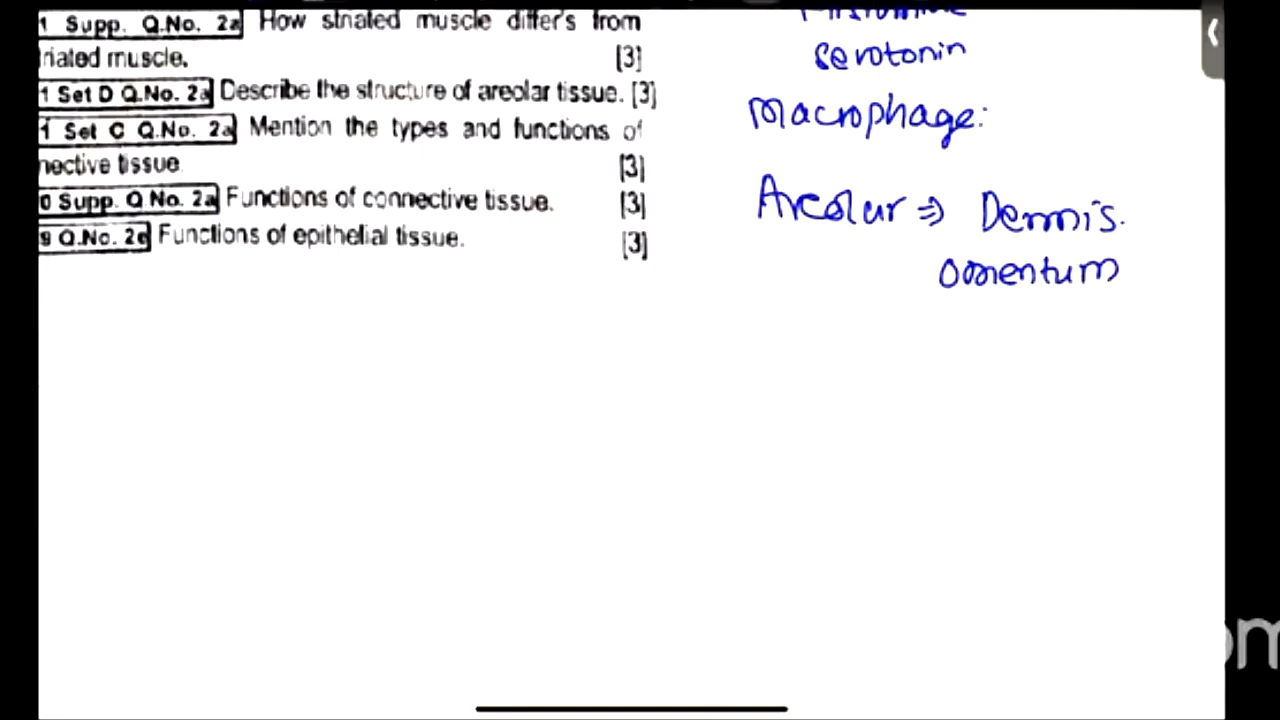 1 Supp. Q.No. 2a How striated muscle differs from
riated muscle. [3]
1 Set D Q.No. 2a Describe the structure of areolar tissue. [3]
1 Set C Q.No. 2a Mention the types and functions of
nective tissue. [3]
0 Supp. Q.No. 2a Functions of connective tissue. [3]
9 Q.No. 2c Functions of epithelial tissue. [3]
serotonin
Macrophage:
Areolar ⇒ Dermis.
Omentum
om